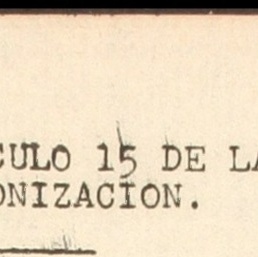 CULO 15 DE LA
ONIZACION.